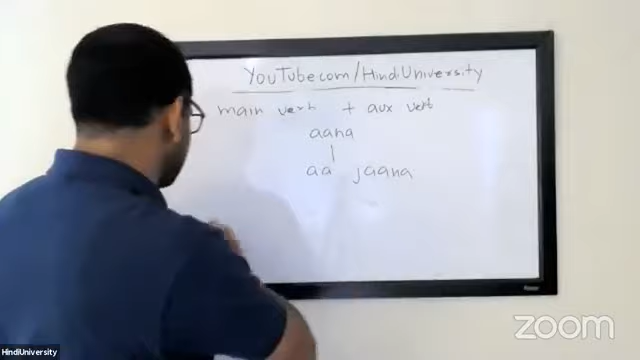 YouTube.com/HindiUniversity
main verb + aux verb
aana
aa jaana
HindiUniversity
zoom